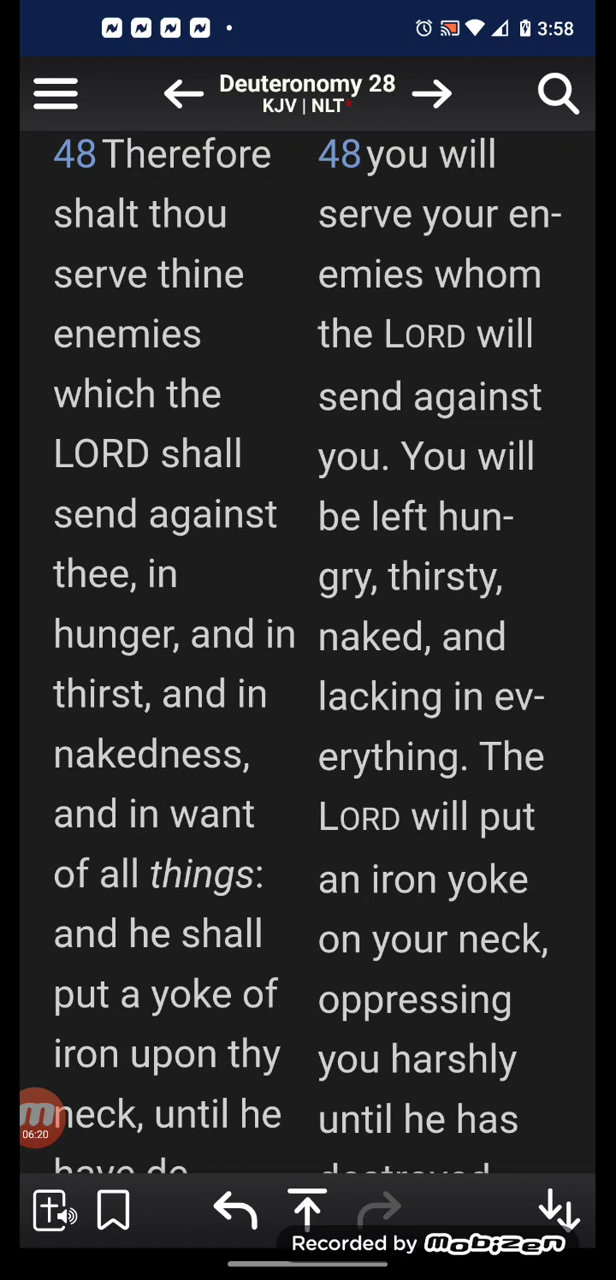 3:58
Deuteronomy 28
KJV | NLT*
48 Therefore
shalt thou
serve thine
enemies
which the
LORD shall
send against
thee, in
hunger, and in
thirst, and in
nakedness,
and in want
of all things:
and he shall
put a yoke of
iron upon thy
neck, until he
have de
48 you will
serve your en-
emies whom
the LORD will
send against
you. You will
be left hun-
gry, thirsty,
naked, and
lacking in ev-
erything. The
LORD will put
an iron yoke
on your neck,
oppressing
you harshly
until he has
destroyed
06:20
Recorded by mobizen